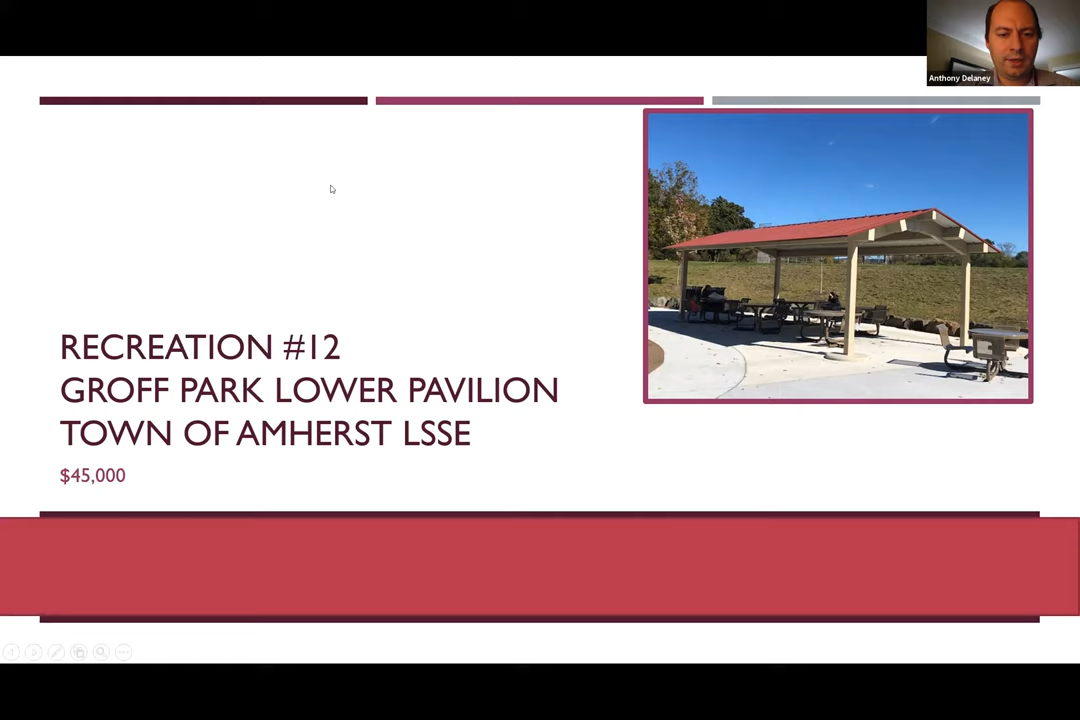 Anthony Delaney
RECREATION #12
GROFF PARK LOWER PAVILION
TOWN OF AMHERST LSSE
$45,000